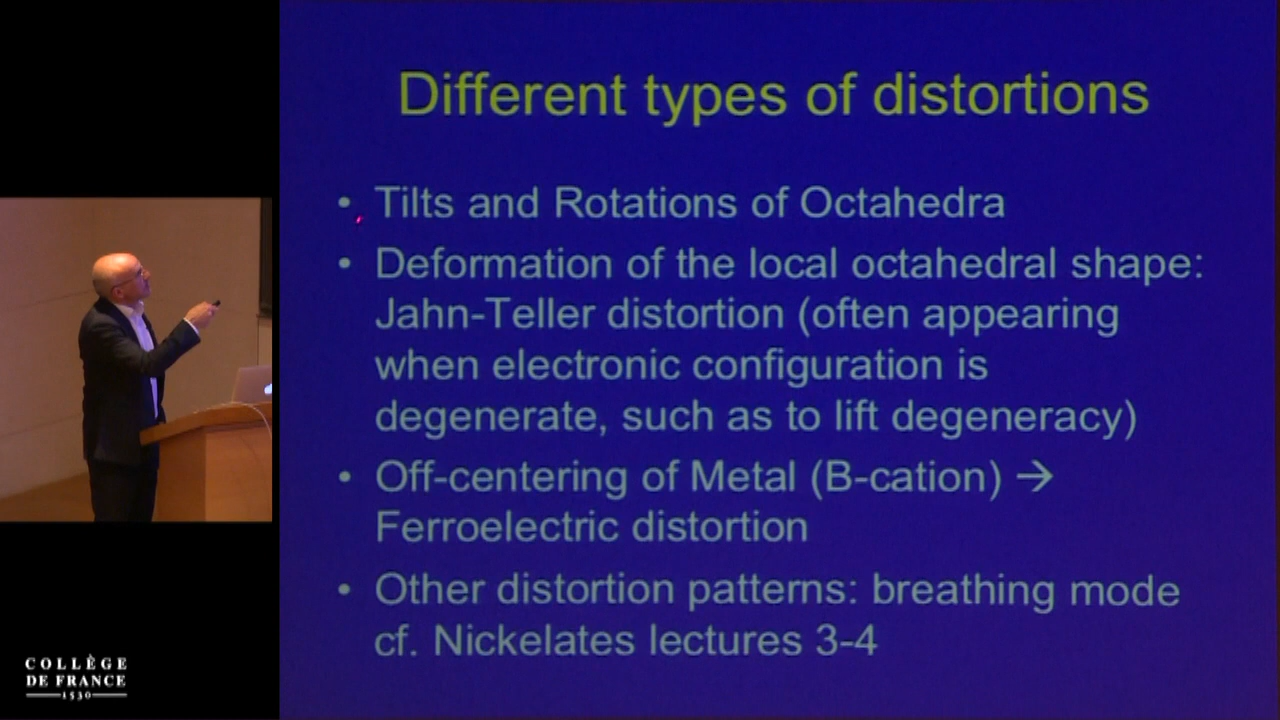 Different types of distortions
• Tilts and Rotations of Octahedra
• Deformation of the local octahedral shape:
Jahn-Teller distortion (often appearing
when electronic configuration is
degenerate, such as to lift degeneracy)
• Off-centering of Metal (B-cation) →
Ferroelectric distortion
• Other distortion patterns: breathing mode
cf. Nickelates lectures 3-4
COLLÈGE
DE FRANCE
1530